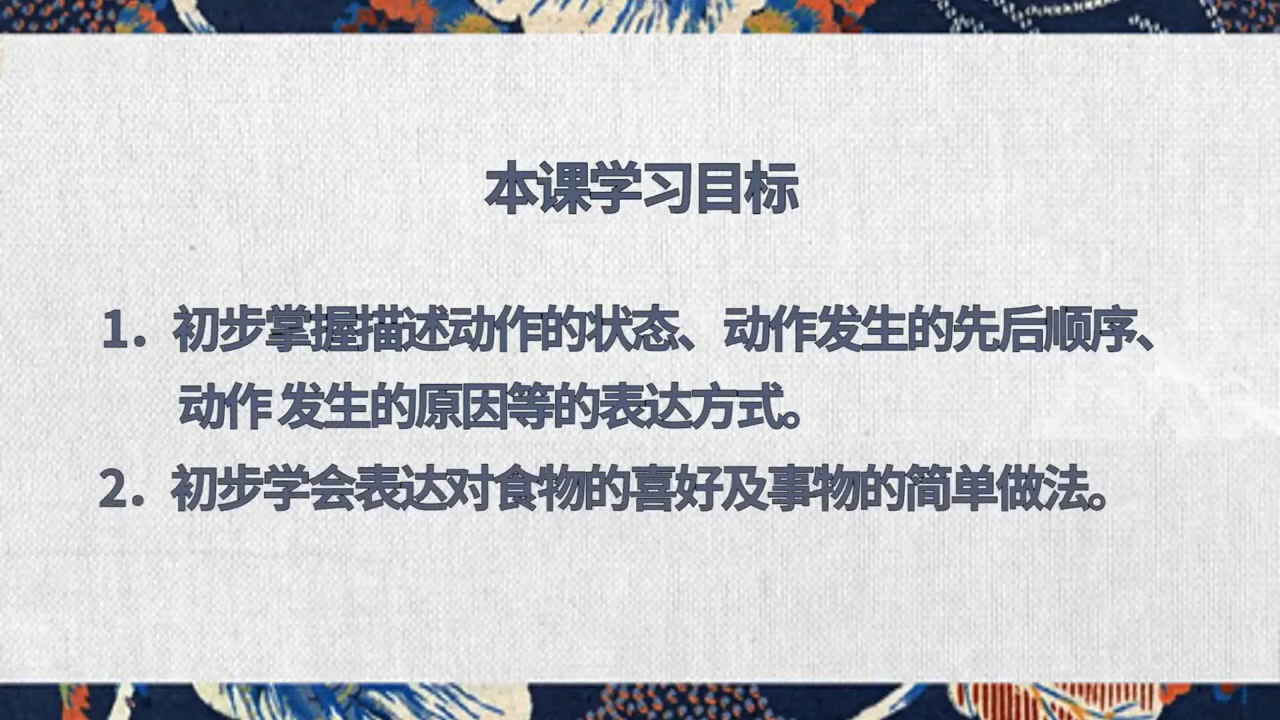 本课学习目标
1. 初步掌握描述动作的状态、动作发生的先后顺序、
动作 发生的原因等的表达方式。
2. 初步学会表达对食物的喜好及事物的简单做法。